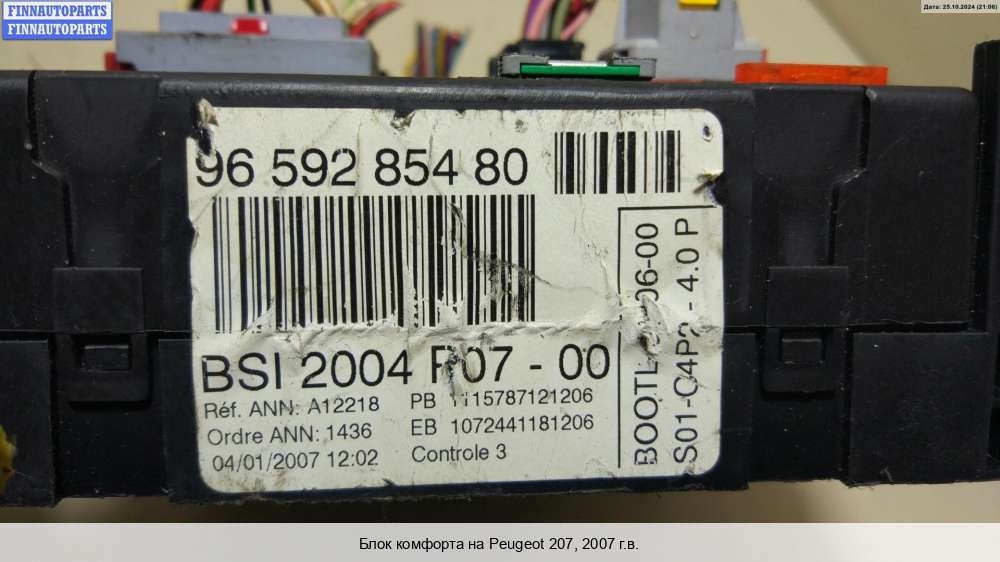 FINNAUTOPARTS
FINNAUTOPARTS
Дата: 25.10.2024 (21:06)
96 592 854 80
BSI 2004 - 00
Réf. ANN: A12218
Ordre ANN: 1436
04/01/2007 12:02
PB 1115787121206
EB 1072441181206
Controle 3
S01- - 4.0 P
Блок комфорта на Peugeot 207, 2007 г.в.